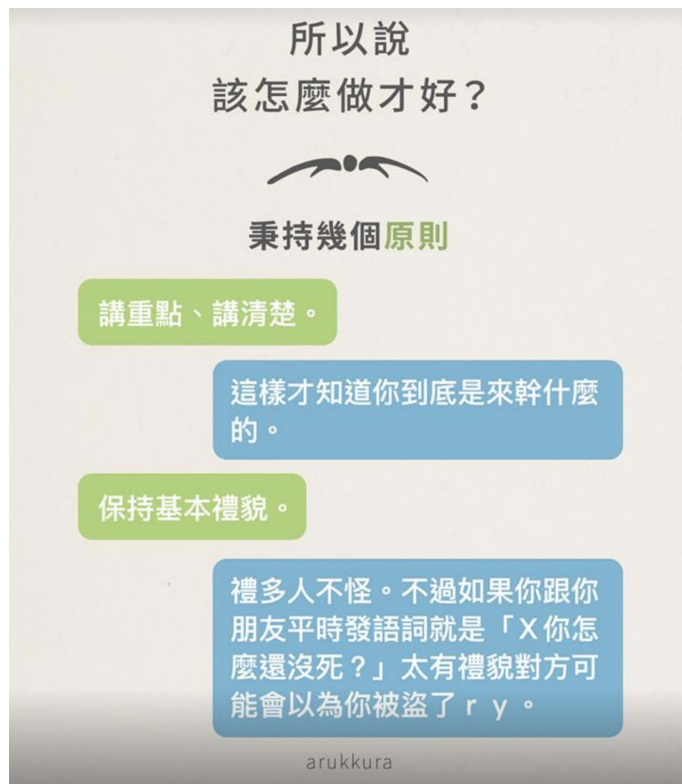 所以說
該怎麼做才好？
秉持幾個原則
講重點、講清楚。
這樣才知道你到底是來幹什麼
的。
保持基本禮貌。
禮多人不怪。不過如果你跟你
朋友平時發語詞就是「Ｘ你怎
麼還沒死？」太有禮貌對方可
能會以為你被盜了ｒｙ。
arukkura